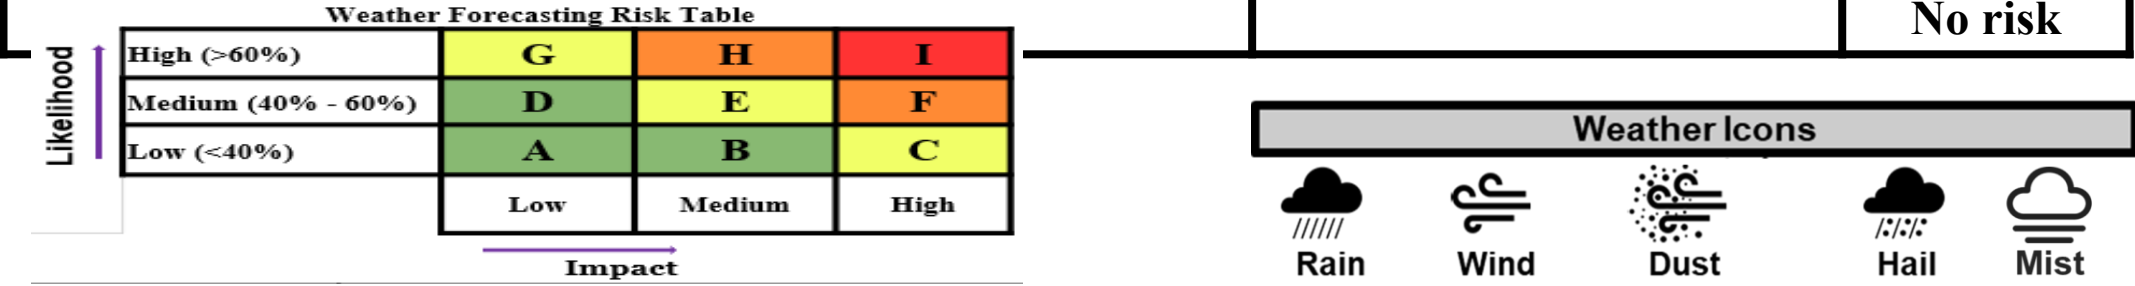 Weather Forecasting Risk Table
Likelihood
High (>60%) G H I
Medium (40% - 60%) D E F
Low (<40%) A B C
Low Medium High
Impact
No risk
Weather Icons
Rain Wind Dust Hail Mist